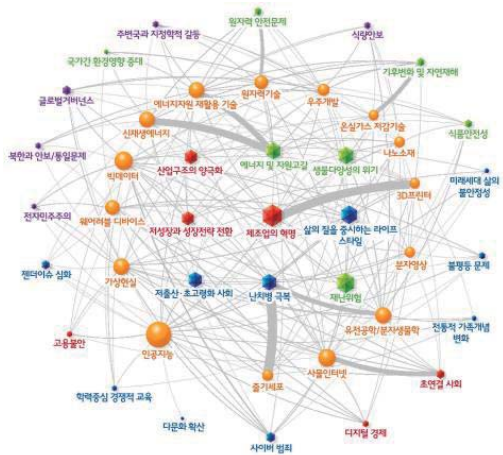 원자력 안전문제
주변국과 지정학적 갈등
식량안보
국가간 환경영향 증대
기후변화 및 자연재해
에너지자원 재활용 기술
원자력기술
우주개발
글로벌거버넌스
온실가스 저감기술
신재생에너지
식품안전성
나노소재
북한과 안보/통일문제
빅데이터
산업구조의 양극화
에너지 및 자원고갈
생물다양성의 위기
미래세대 삶의
불안정성
3D프린터
전자민주주의
웨어러블 디바이스
저성장과 성장전략 전환
제조업의 혁명
삶의 질을 중시하는 라이프
스타일
분자영상
불평등 문제
젠더이슈 심화
가상현실
저출산·초고령화 사회
난치병 극복
재난위험
유전공학/분자생물학
전통적 가족개념
변화
고용불안
인공지능
줄기세포
사물인터넷
초연결 사회
학력중심 경쟁적 교육
다문화 확산
사이버 범죄
디지털 경제